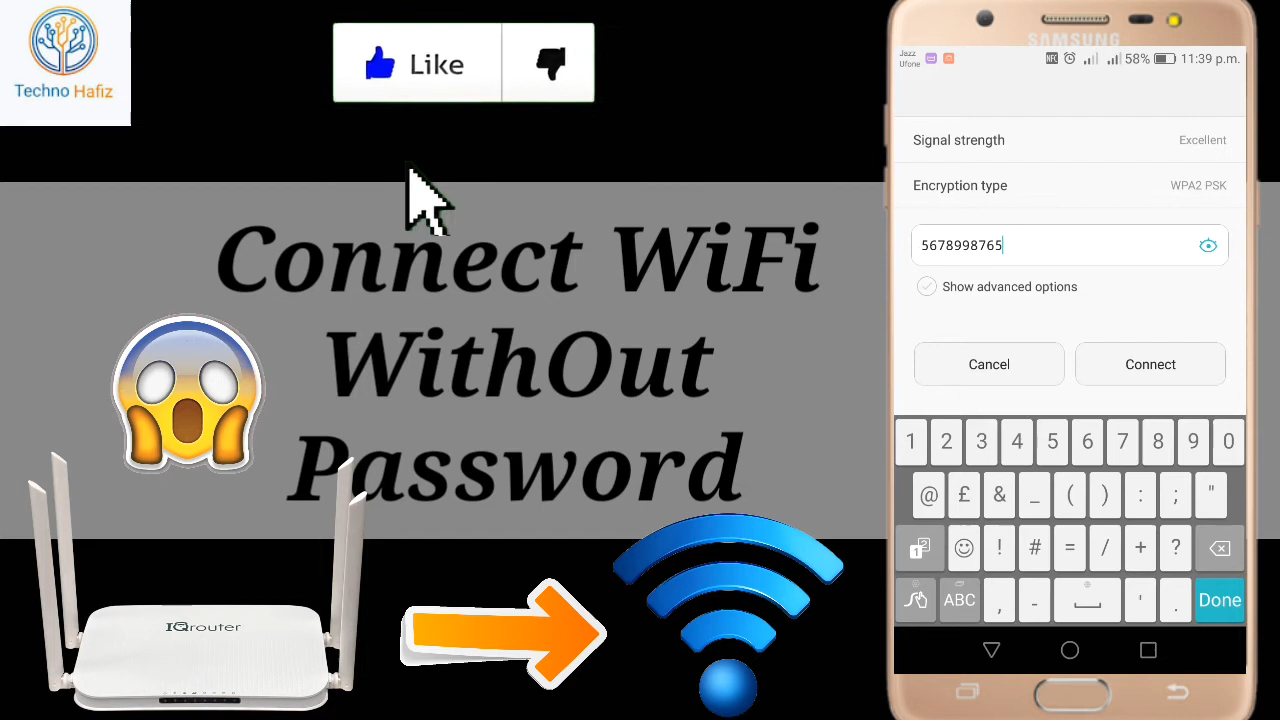 Techno Hafiz
Like
Connect WiFi
WithOut
Password
IQrouter
SAMSUNG
Jazz
Ufone
NFC
58%
11:39 p.m.
Signal strength
Excellent
Encryption type
WPA2 PSK
5678998765
Show advanced options
Cancel
Connect
1 2 3 4 5 6 7 8 9 0
@ £ & _ ( ) : ; "
! # = / + ?
ABC , - ' . Done